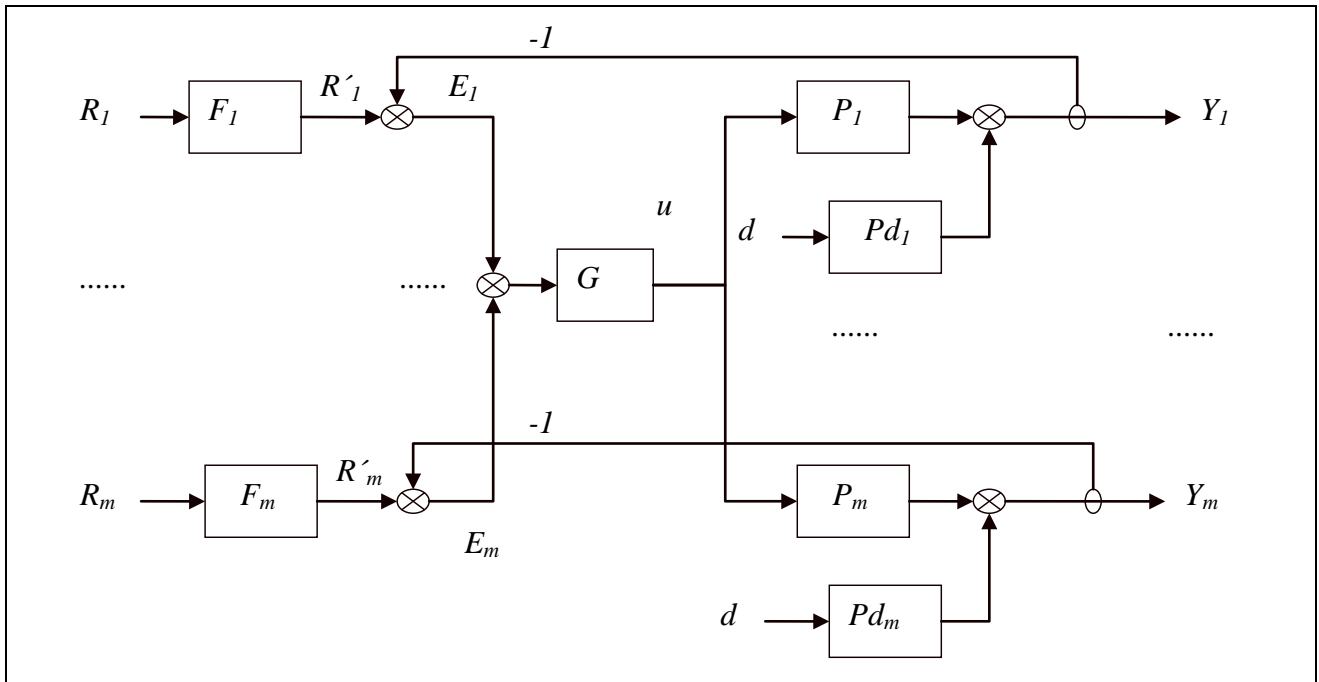 -1
R₁ F₁ R´₁ E₁ P₁ Y₁
u
d Pd₁
...... ...... G
...... ......
-1
Rₘ Fₘ R´ₘ Pₘ Yₘ
Eₘ
d Pdₘ